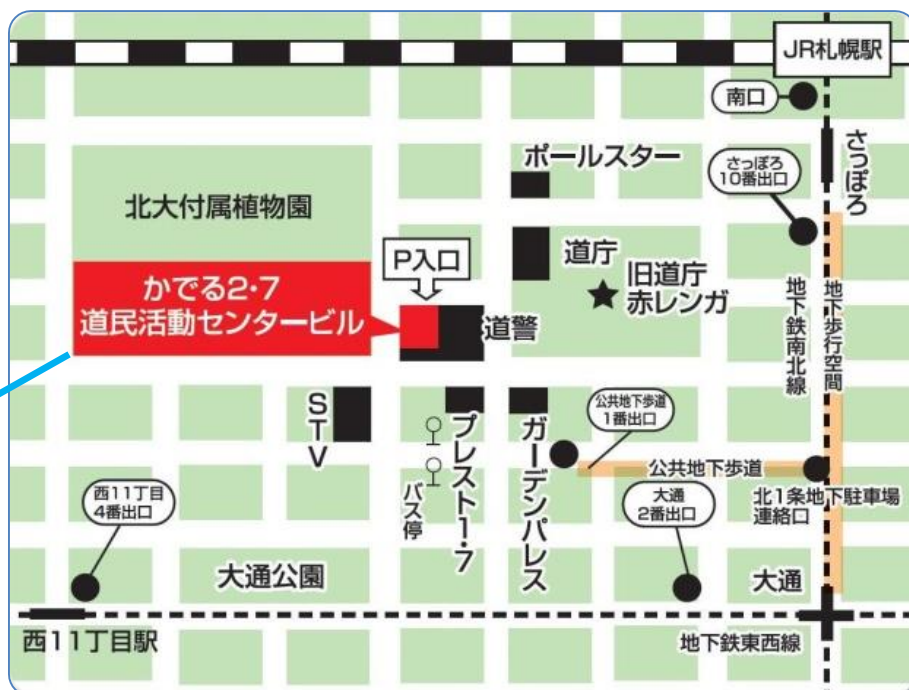 JR札幌駅
南口
さっぽろ
ポールスター
さっぽろ
10番出口
北大付属植物園
P入口
道庁
旧道庁
赤レンガ
かでる2・7
道民活動センタービル
道警
地下鉄南北線
地下歩行空間
STV
プレスト1・7
ガーデンパレス
公共地下歩道
1番出口
公共地下歩道
バス停
西11丁目
4番出口
大通
2番出口
北1条地下駐車場
連絡口
大通公園
大通
西11丁目駅
地下鉄東西線